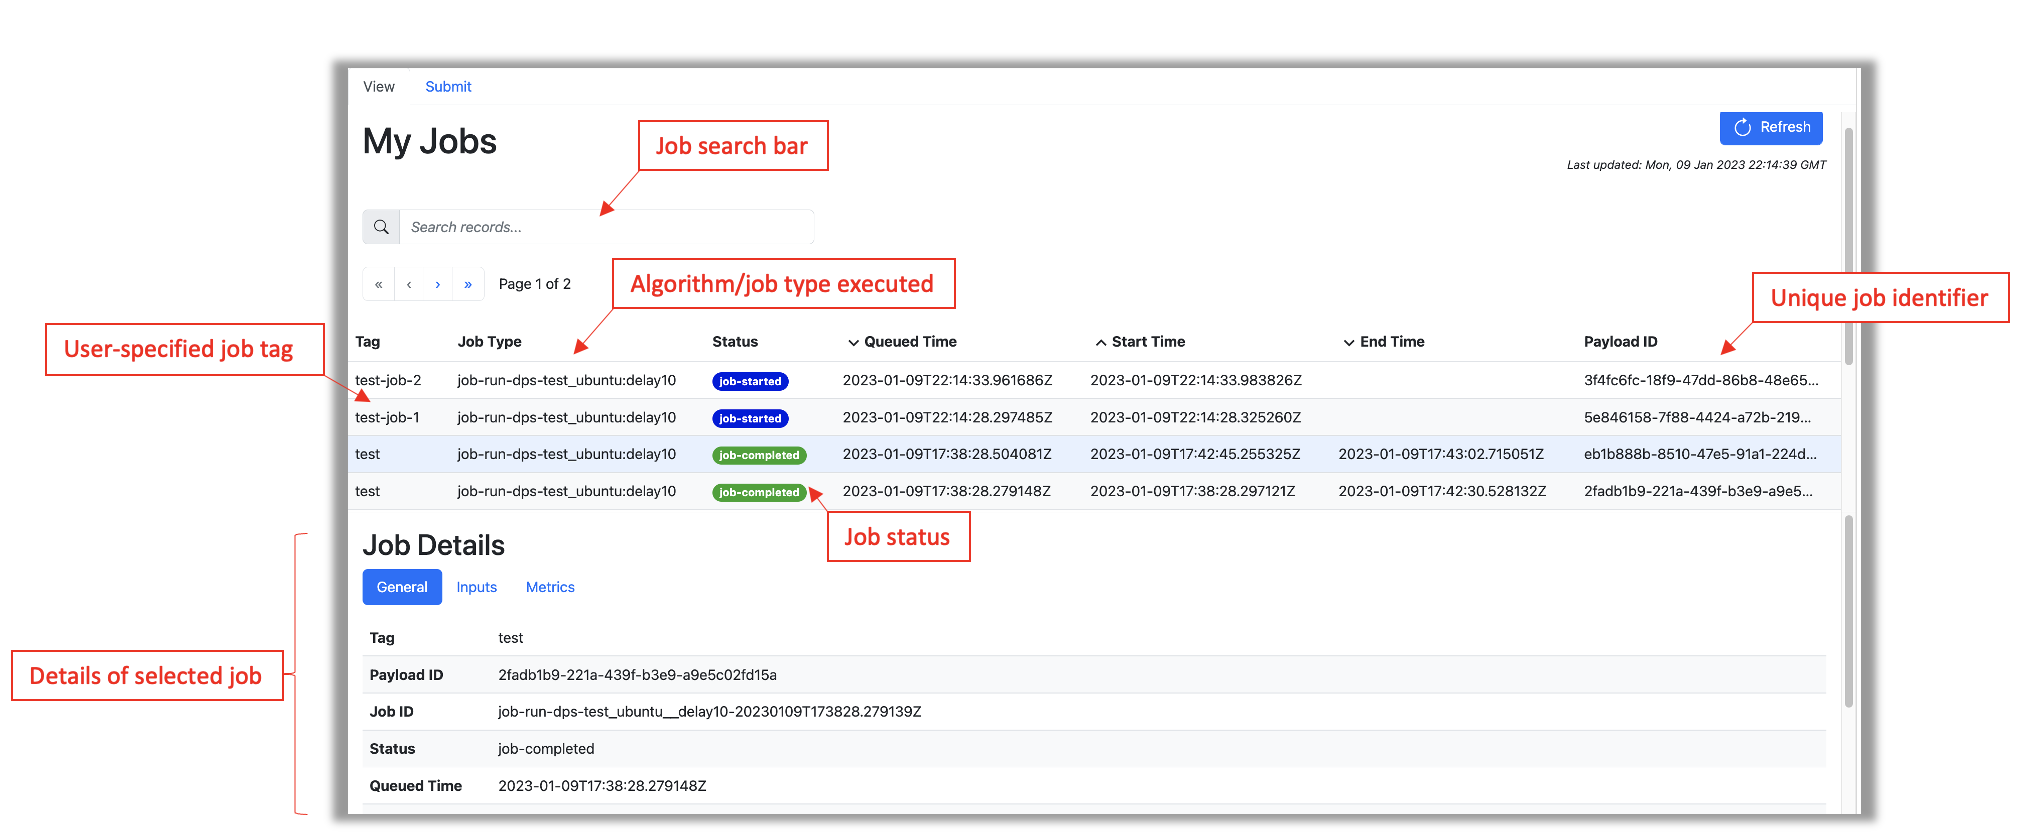 View Submit
My Jobs
Refresh
Job search bar
Last updated: Mon, 09 Jan 2023 22:14:39 GMT
Search records...
« ‹ › » Page 1 of 2
Algorithm/job type executed
Unique job identifier
User-specified job tag
Tag Job Type Status Queued Time Start Time End Time Payload ID
test-job-2 job-run-dps-test_ubuntu:delay10 job-started 2023-01-09T22:14:33.961686Z 2023-01-09T22:14:33.983826Z 3f4fc6fc-18f9-47dd-86b8-48e65...
test-job-1 job-run-dps-test_ubuntu:delay10 job-started 2023-01-09T22:14:28.297485Z 2023-01-09T22:14:28.325260Z 5e846158-7f88-4424-a72b-219...
test job-run-dps-test_ubuntu:delay10 job-completed 2023-01-09T17:38:28.504081Z 2023-01-09T17:42:45.255325Z 2023-01-09T17:43:02.715051Z eb1b888b-8510-47e5-91a1-224d...
test job-run-dps-test_ubuntu:delay10 job-completed 2023-01-09T17:38:28.279148Z 2023-01-09T17:38:28.297121Z 2023-01-09T17:42:30.528132Z 2fadb1b9-221a-439f-b3e9-a9e5...
Job status
Job Details
General Inputs Metrics
Details of selected job
Tag test
Payload ID 2fadb1b9-221a-439f-b3e9-a9e5c02fd15a
Job ID job-run-dps-test_ubuntu__delay10-20230109T173828.279139Z
Status job-completed
Queued Time 2023-01-09T17:38:28.279148Z